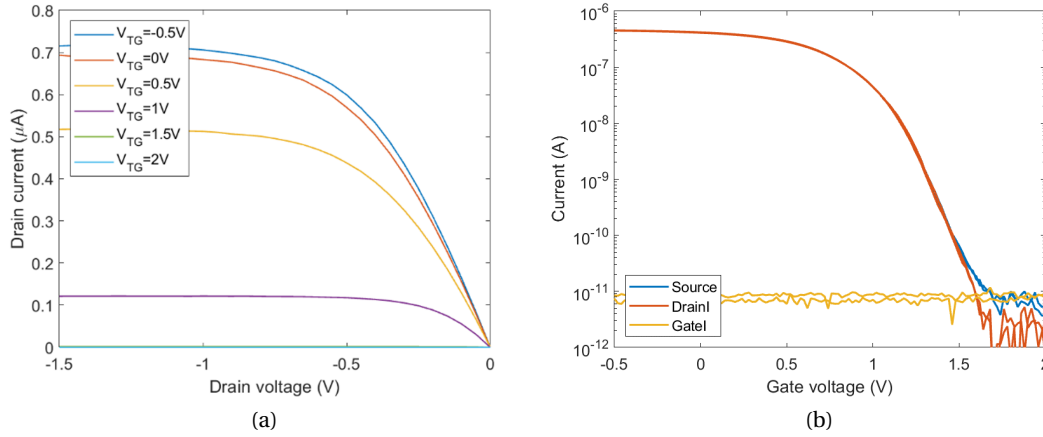 0.8
0.7
0.6
0.5
0.4
0.3
0.2
0.1
0
Drain current (μA)
V_TG=-0.5V
V_TG=0V
V_TG=0.5V
V_TG=1V
V_TG=1.5V
V_TG=2V
-1.5 -1 -0.5 0
Drain voltage (V)
(a)
10^-6
10^-7
10^-8
10^-9
10^-10
10^-11
10^-12
Current (A)
Source
DrainI
GateI
-0.5 0 0.5 1 1.5 2
Gate voltage (V)
(b)